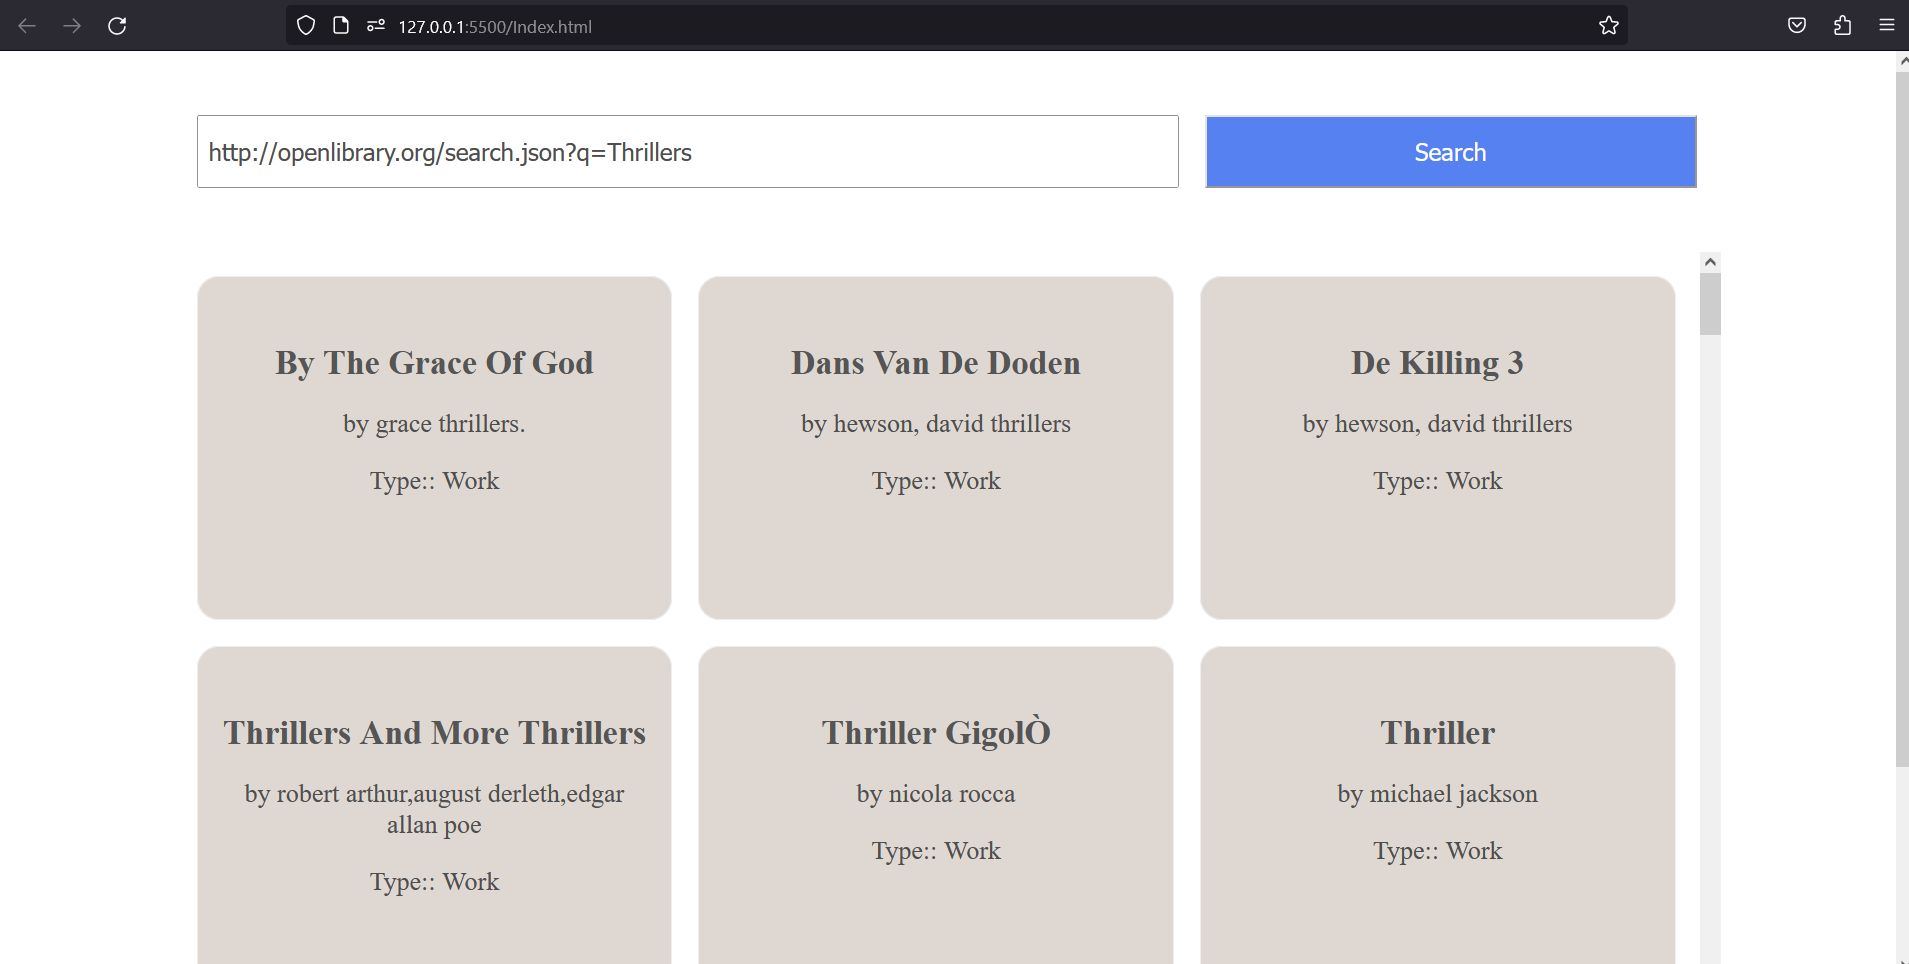 127.0.0.1:5500/Index.html
http://openlibrary.org/search.json?q=Thrillers
Search
By The Grace Of God
by grace thrillers.
Type:: Work
Dans Van De Doden
by hewson, david thrillers
Type:: Work
De Killing 3
by hewson, david thrillers
Type:: Work
Thrillers And More Thrillers
by robert arthur,august derleth,edgar
allan poe
Type:: Work
Thriller GigolÒ
by nicola rocca
Type:: Work
Thriller
by michael jackson
Type:: Work